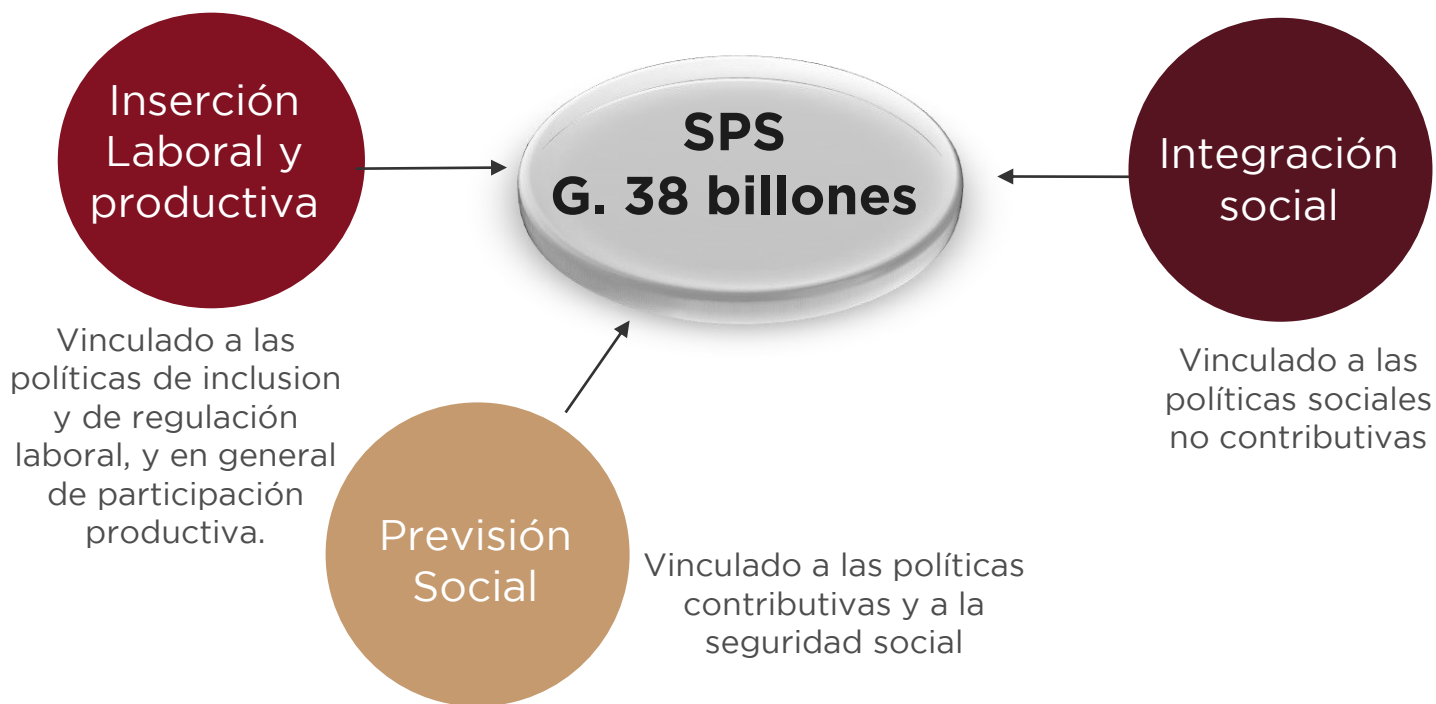 Inserción
Laboral y
productiva
SPS
G. 38 billones
Integración
social
Vinculado a las
políticas de inclusion
y de regulación
laboral, y en general
de participación
productiva.
Vinculado a las
políticas sociales
no contributivas
Previsión
Social
Vinculado a las políticas
contributivas y a la
seguridad social